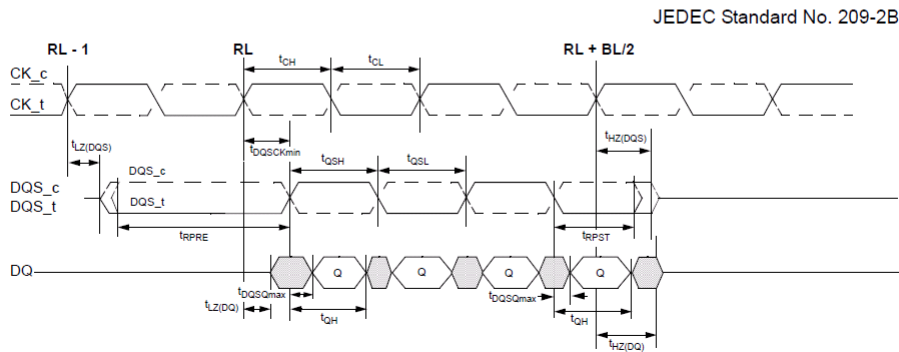 JEDEC Standard No. 209-2B
RL - 1 RL RL + BL/2
tCH tCL
CK_c
CK_t
tLZ(DQS) tDQSCKmin tHZ(DQS)
tQSH tQSL
DQS_c
DQS_c
DQS_t
DQS_t
tRPRE tRPST
DQ Q Q Q Q
tDQSQmax tDQSQmax
tLZ(DQ) tQH tQH
tHZ(DQ)